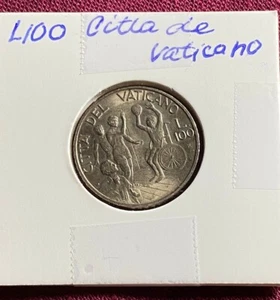 L100 Citta de
Vaticano
CITTA DEL VATICANO L.100